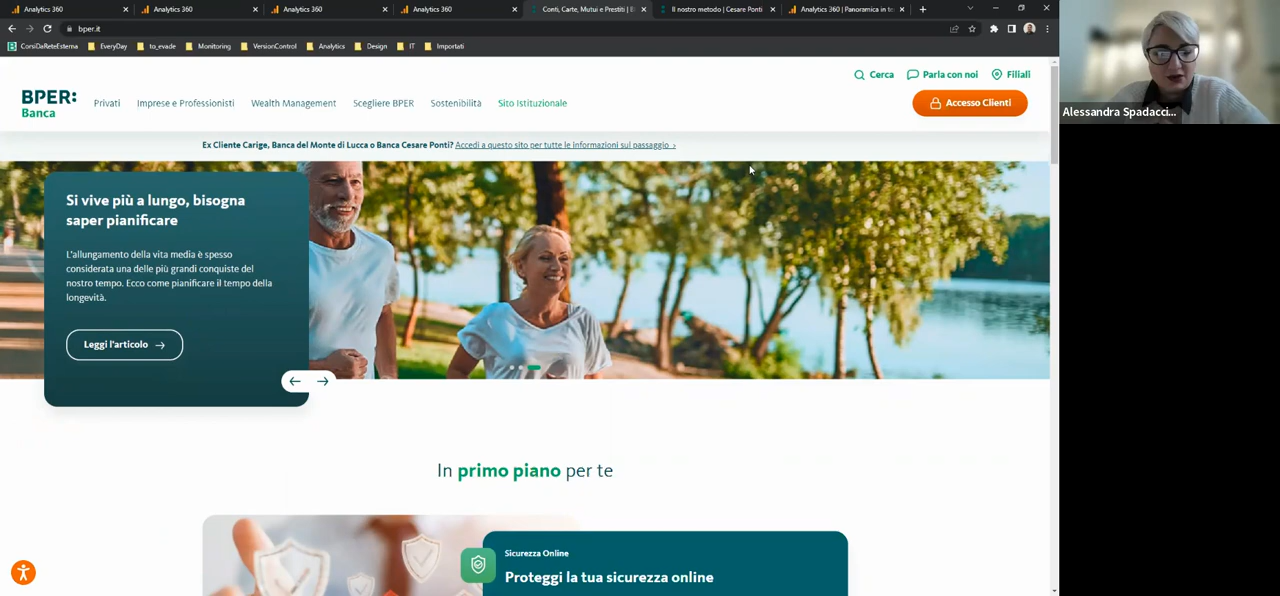 Analytics 360
Analytics 360
Analytics 360
Analytics 360
Conti, Carte, Mutui e Prestiti | B
Il nostro metodo | Cesare Ponti
Analytics 360 | Panoramica in te
bper.it
CorsiDaReteEsterna
EveryDay
to_evade
Monitoring
VersionControl
Analytics
Design
IT
Importati
Cerca
Parla con noi
Filiali
BPER:
Banca
Privati
Imprese e Professionisti
Wealth Management
Scegliere BPER
Sostenibilità
Sito Istituzionale
Accesso Clienti
Ex Cliente Carige, Banca del Monte di Lucca o Banca Cesare Ponti? Accedi a questo sito per tutte le informazioni sul passaggio >
Si vive più a lungo, bisogna
saper pianificare
L'allungamento della vita media è spesso
considerata una delle più grandi conquiste del
nostro tempo. Ecco come pianificare il tempo della
longevità.
Leggi l'articolo
In primo piano per te
Sicurezza Online
Proteggi la tua sicurezza online
Alessandra Spadacci...